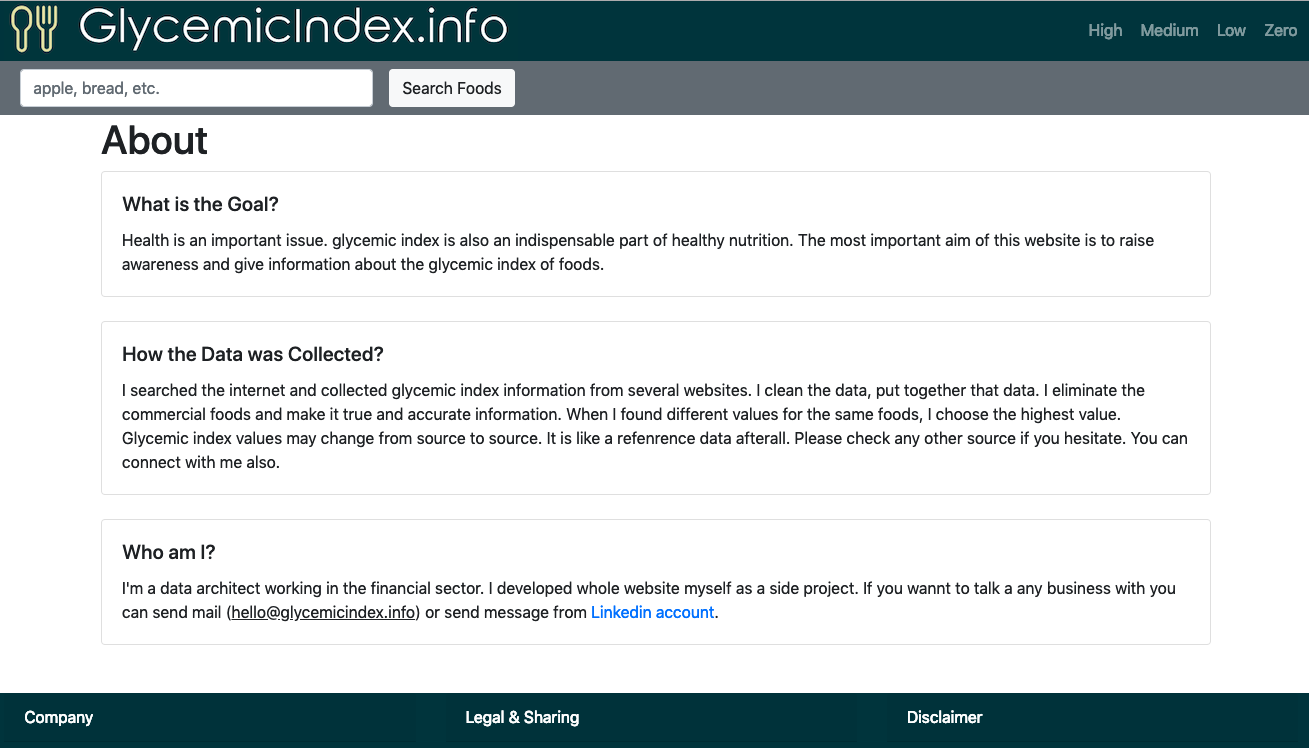 GlycemicIndex.info
High Medium Low Zero
apple, bread, etc. Search Foods
About
What is the Goal?
Health is an important issue. glycemic index is also an indispensable part of healthy nutrition. The most important aim of this website is to raise
awareness and give information about the glycemic index of foods.
How the Data was Collected?
I searched the internet and collected glycemic index information from several websites. I clean the data, put together that data. I eliminate the
commercial foods and make it true and accurate information. When I found different values for the same foods, I choose the highest value.
Glycemic index values may change from source to source. It is like a refenrence data afterall. Please check any other source if you hesitate. You can
connect with me also.
Who am I?
I'm a data architect working in the financial sector. I developed whole website myself as a side project. If you wannt to talk a any business with you
can send mail (hello@glycemicindex.info) or send message from Linkedin account.
Company Legal & Sharing Disclaimer